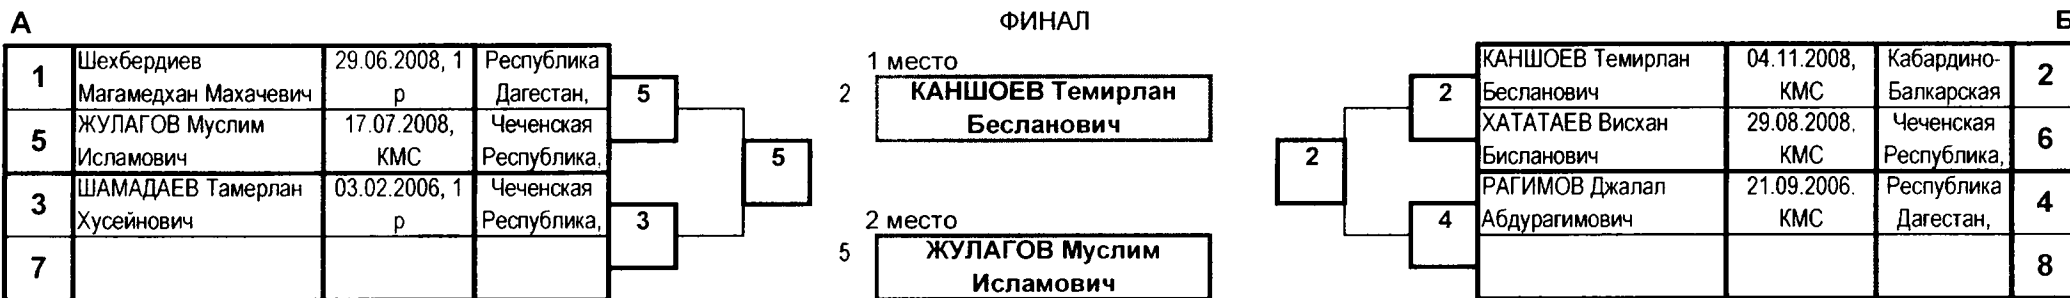 А
ФИНАЛ
Б
1
Шехбердиев
Магамедхан Махачевич
29.06.2008, 1
р
Республика
Дагестан,
5
ЖУЛАГОВ Муслим
Исламович
17.07.2008,
КМС
Чеченская
Республика,
3
ШАМАДАЕВ Тамерлан
Хусейнович
03.02.2006, 1
р
Чеченская
Республика,
7
5
3
5
1 место
2
КАНШОЕВ Темирлан
Бесланович
2 место
5
ЖУЛАГОВ Муслим
Исламович
2
2
4
КАНШОЕВ Темирлан
Бесланович
04.11.2008,
КМС
Кабардино-
Балкарская
2
ХАТАТАЕВ Висхан
Бисланович
29.08.2008,
КМС
Чеченская
Республика,
6
РАГИМОВ Джалал
Абдурагимович
21.09.2006.
КМС
Республика
Дагестан,
4
8